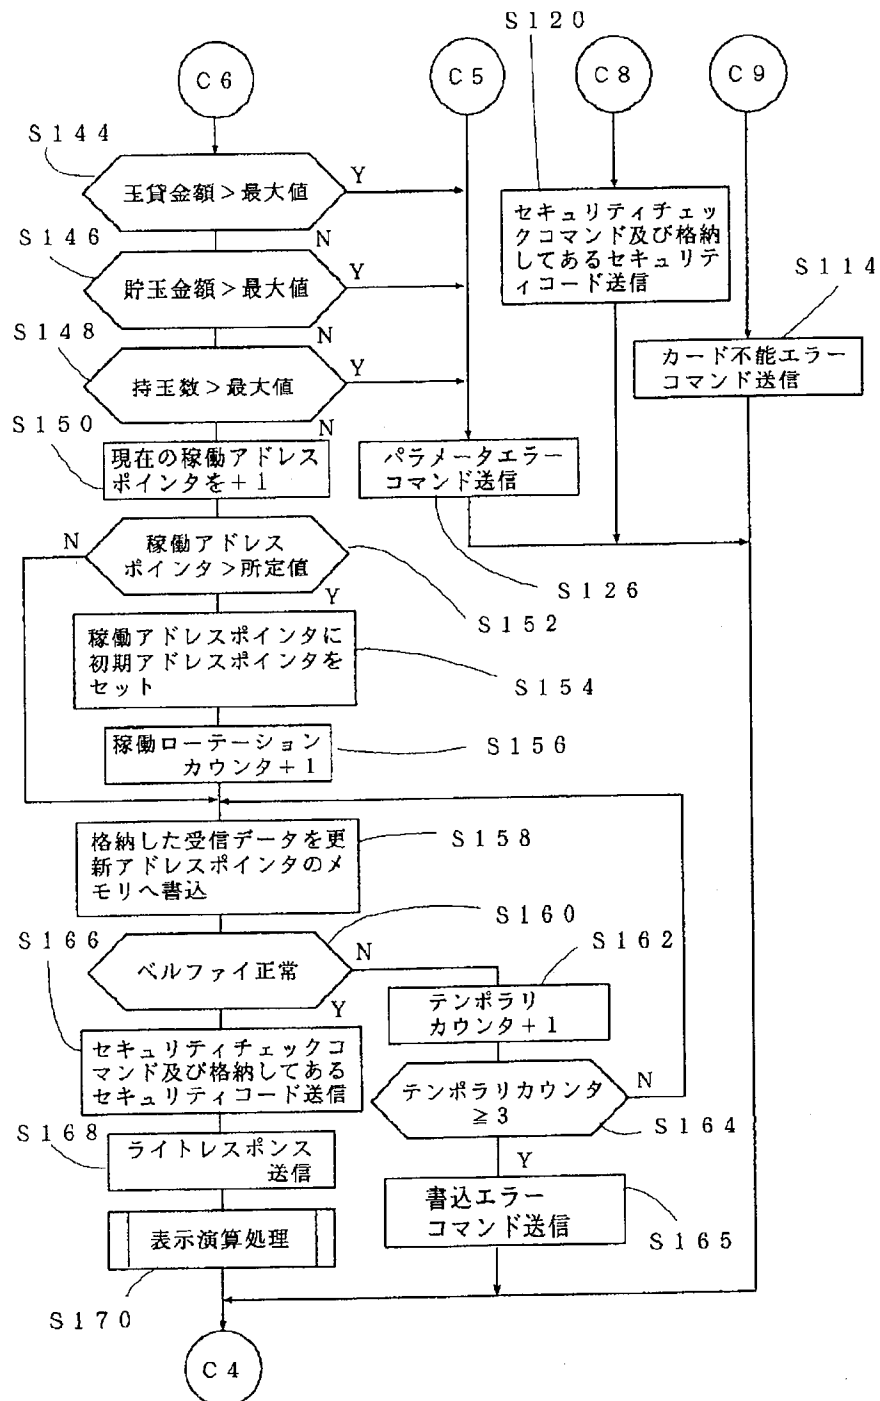 S120
C6
C5
C8
C9
S144
玉貸金額＞最大値
Y
N
セキュリティチェッ
クコマンド及び格納
してあるセキュリテ
ィコード送信
S146
貯玉金額＞最大値
Y
N
S114
カード不能エラー
コマンド送信
S148
持玉数＞最大値
Y
N
S150
現在の稼働アドレス
ポインタを＋1
パラメータエラー
コマンド送信
S126
N
稼働アドレス
ポインタ＞所定値
Y
S152
稼働アドレスポインタに
初期アドレスポインタを
セット
S154
稼働ローテーション
カウンタ＋1
S156
格納した受信データを更
新アドレスポインタのメ
モリへ書込
S158
S160
S166
ベルファイ正常
N
Y
S162
テンポラリ
カウンタ＋1
セキュリティチェックコ
マンド及び格納してある
セキュリティコード送信
テンポラリカウンタ
≧3
N
S164
Y
S168
ライトレスポンス
送信
書込エラー
コマンド送信
S165
表示演算処理
S170
C4